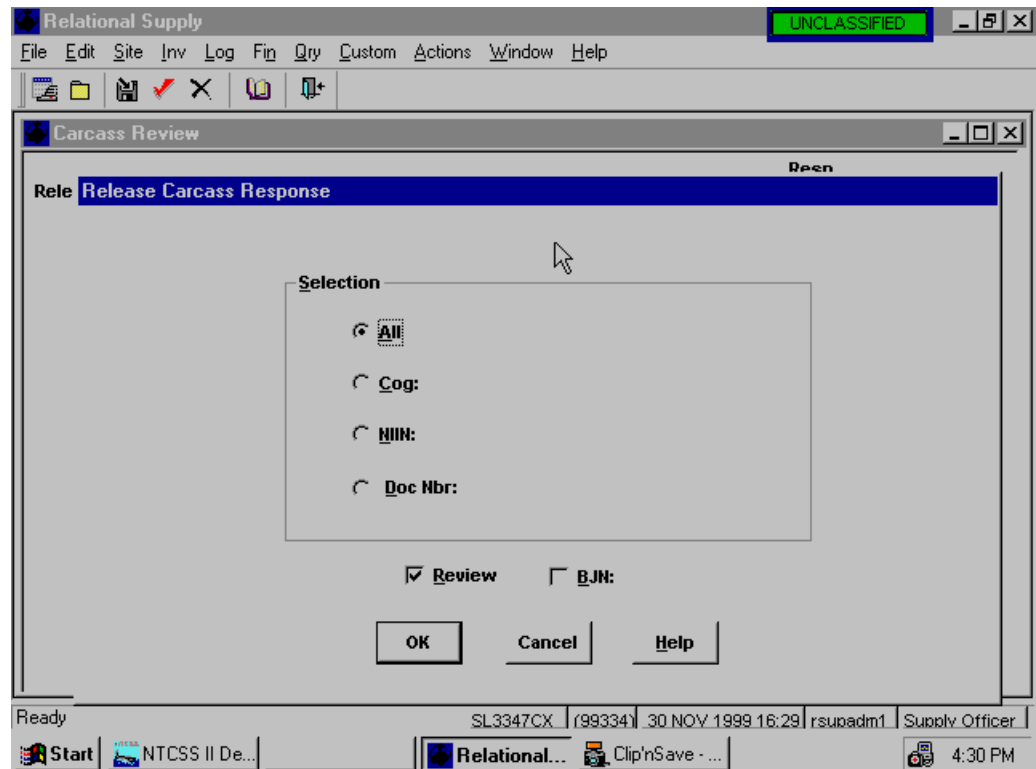 Relational Supply UNCLASSIFIED
File Edit Site Inv Log Fin Qry Custom Actions Window Help
Carcass Review
Resp
Rele Release Carcass Response
Selection
All
Cog:
NIIN:
Doc Nbr:
Review BJN:
OK Cancel Help
Ready SL3347CX (99334) 30 NOV 1999 16:29 rsupadm1 Supply Officer
Start NTCSS II De... Relational... Clip'nSave - ... 4:30 PM